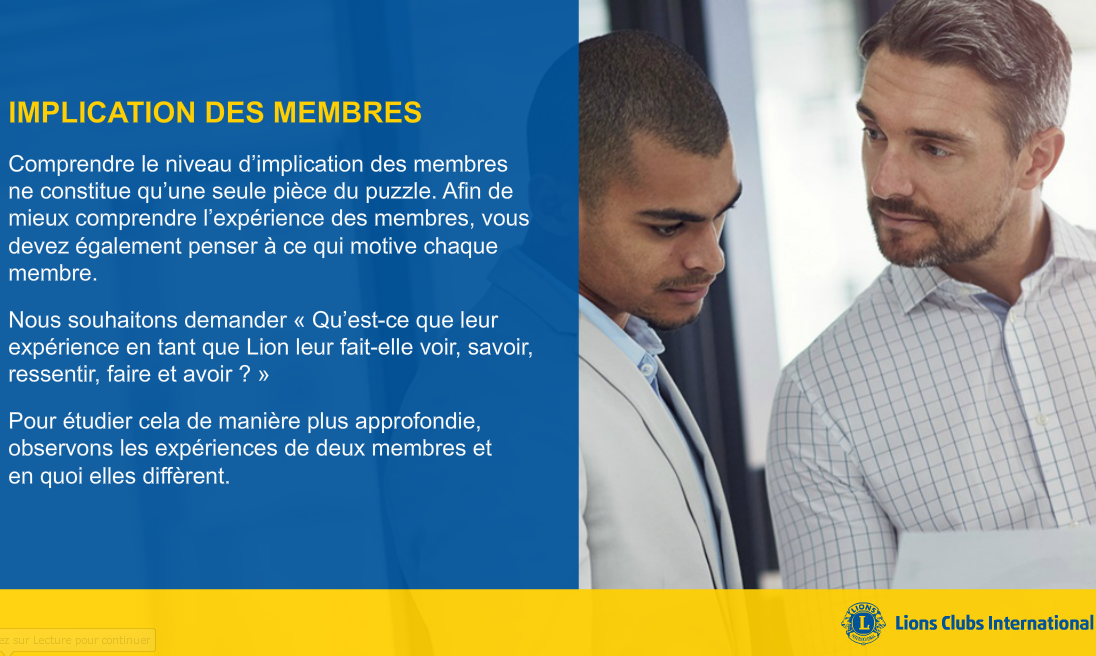 IMPLICATION DES MEMBRES
Comprendre le niveau d’implication des membres
ne constitue qu’une seule pièce du puzzle. Afin de
mieux comprendre l’expérience des membres, vous
devez également penser à ce qui motive chaque
membre.
Nous souhaitons demander « Qu’est-ce que leur
expérience en tant que Lion leur fait-elle voir, savoir,
ressentir, faire et avoir ? »
Pour étudier cela de manière plus approfondie,
observons les expériences de deux membres et
en quoi elles diffèrent.
LIONS
L
INTERNATIONAL
Lions Clubs International
ez sur Lecture pour continuer